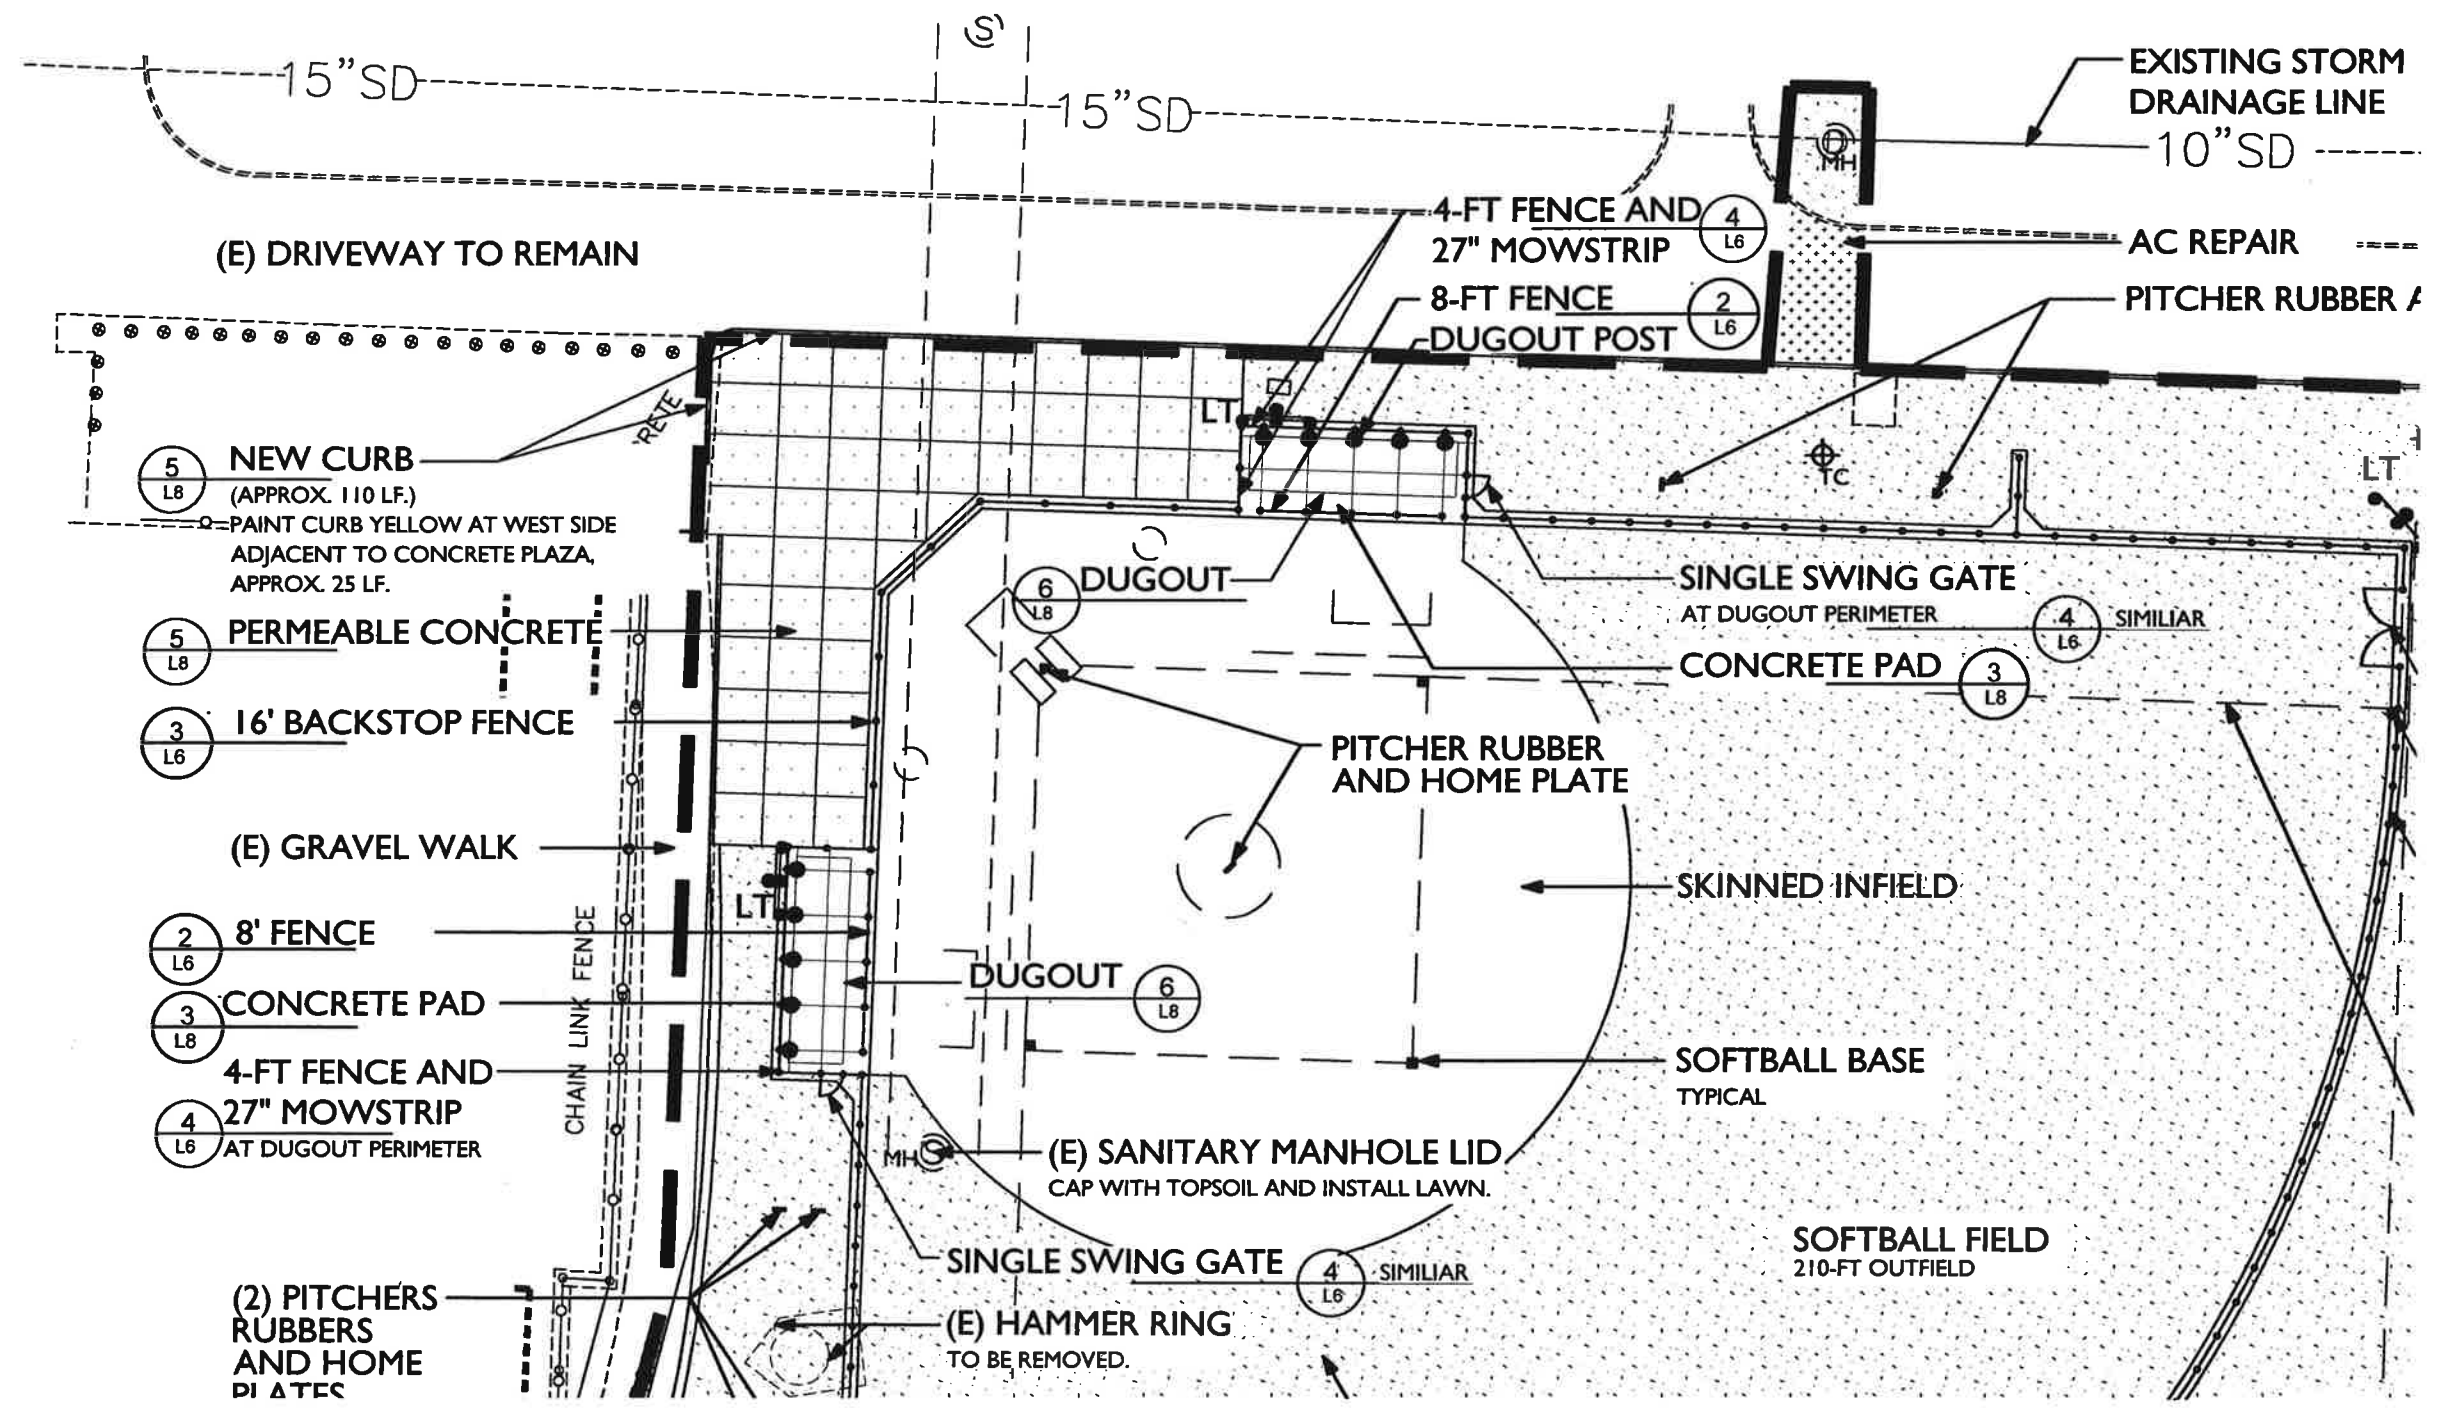 S
15"SD
15"SD
EXISTING STORM
DRAINAGE LINE
10"SD
MH
4-FT FENCE AND
27" MOWSTRIP
4
L6
AC REPAIR
(E) DRIVEWAY TO REMAIN
8-FT FENCE
2
L6
DUGOUT POST
PITCHER RUBBER
LT
TC
LT
5
L8
NEW CURB
(APPROX. 110 LF.)
PAINT CURB YELLOW AT WEST SIDE
ADJACENT TO CONCRETE PLAZA,
APPROX. 25 LF.
6
L8
DUGOUT
SINGLE SWING GATE
AT DUGOUT PERIMETER
4
L6
SIMILIAR
5
L8
PERMEABLE CONCRETE
CONCRETE PAD
3
L8
3
L6
16' BACKSTOP FENCE
PITCHER RUBBER
AND HOME PLATE
(E) GRAVEL WALK
SKINNED INFIELD
LT
2
L6
8' FENCE
CHAIN LINK FENCE
DUGOUT
6
L8
3
L8
CONCRETE PAD
4-FT FENCE AND
27" MOWSTRIP
AT DUGOUT PERIMETER
4
L6
SOFTBALL BASE
TYPICAL
MH
(E) SANITARY MANHOLE LID
CAP WITH TOPSOIL AND INSTALL LAWN.
SINGLE SWING GATE
4
L6
SIMILIAR
SOFTBALL FIELD
210-FT OUTFIELD
(2) PITCHERS
RUBBERS
AND HOME
PLATES
(E) HAMMER RING
TO BE REMOVED.